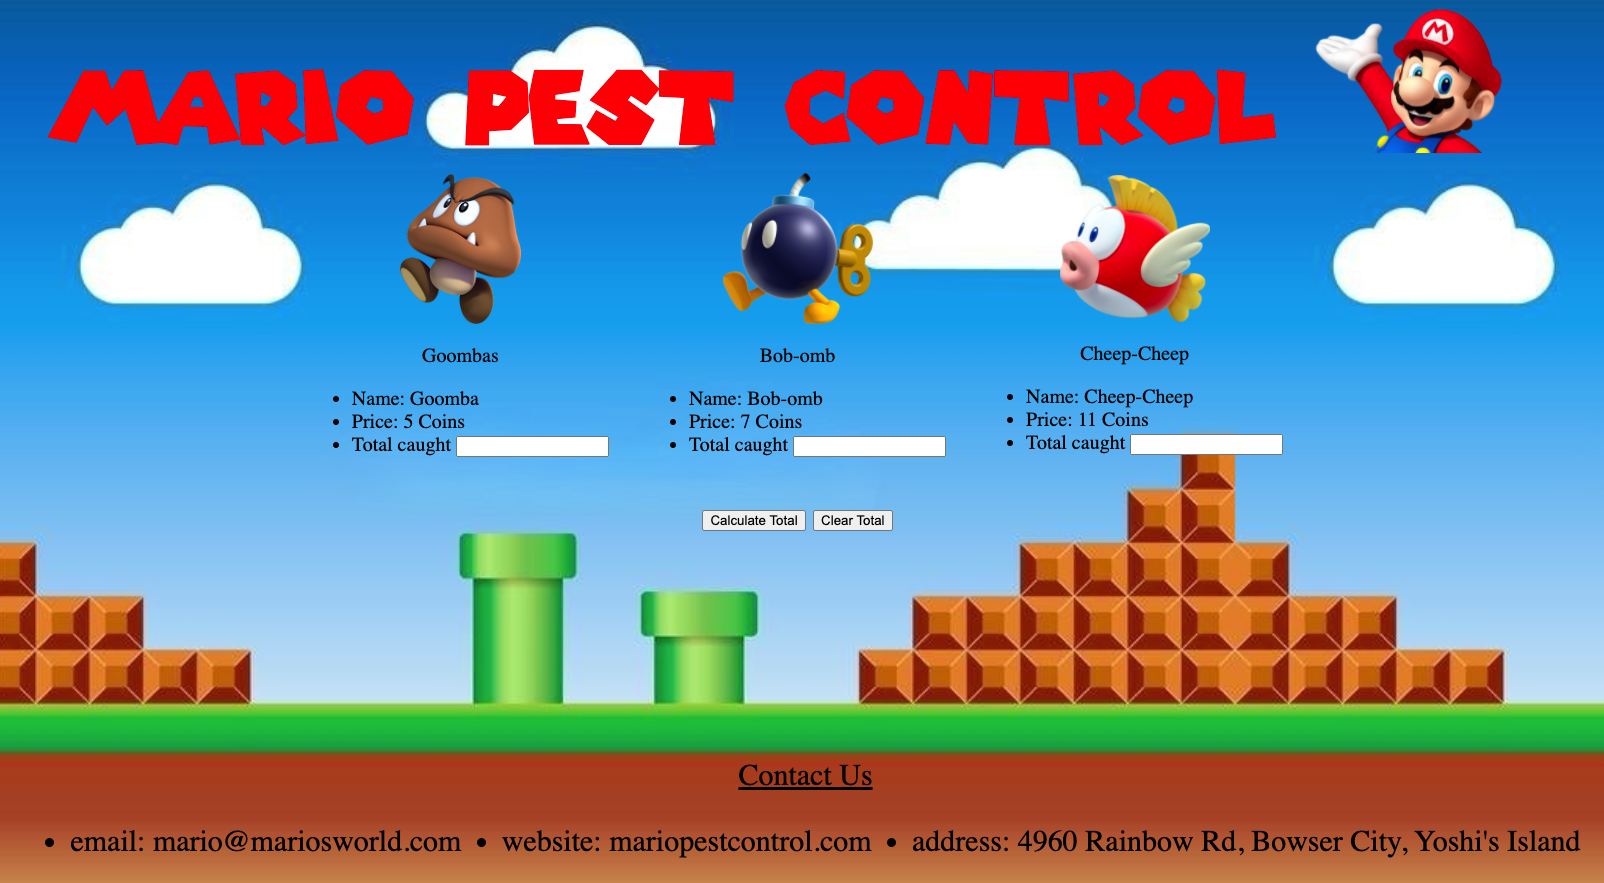 MARIO PEST CONTROL
M
Goombas
• Name: Goomba
• Price: 5 Coins
• Total caught
Bob-omb
• Name: Bob-omb
• Price: 7 Coins
• Total caught
Cheep-Cheep
• Name: Cheep-Cheep
• Price: 11 Coins
• Total caught
Calculate Total Clear Total
Contact Us
• email: mario@mariosworld.com • website: mariopestcontrol.com • address: 4960 Rainbow Rd, Bowser City, Yoshi's Island